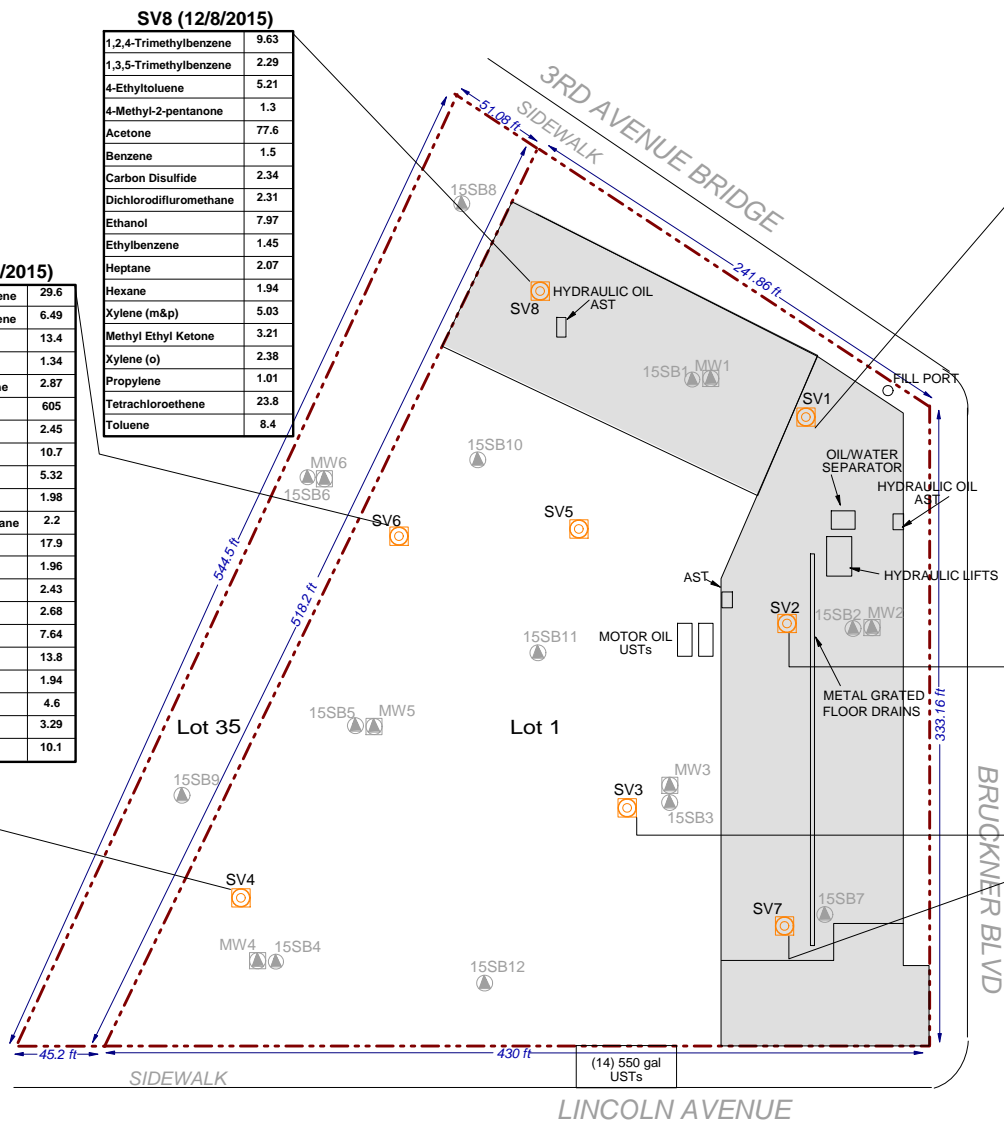 SV8 (12/8/2015)
1,2,4-Trimethylbenzene 9.63
1,3,5-Trimethylbenzene 2.29
4-Ethyltoluene 5.21
4-Methyl-2-pentanone 1.3
Acetone 77.6
Benzene 1.5
Carbon Disulfide 2.34
Dichlorodifluromethane 2.31
Ethanol 7.97
Ethylbenzene 1.45
Heptane 2.07
Hexane 1.94
Xylene (m&p) 5.03
Methyl Ethyl Ketone 3.21
Xylene (o) 2.38
Propylene 1.01
Tetrachloroethene 23.8
Toluene 8.4
/2015)
ene 29.6
ne 6.49
13.4
1.34
ne 2.87
605
2.45
10.7
5.32
1.98
ane 2.2
17.9
1.96
2.43
2.68
7.64
13.8
1.94
4.6
3.29
10.1
3RD AVENUE BRIDGE
SIDEWALK
51.08 ft
241.86 ft
15SB8
SV8
HYDRAULIC OIL
AST
15SB1
MW1
FILL PORT
SV1
OIL/WATER
SEPARATOR
HYDRAULIC OIL
AST
15SB10
MW6
15SB6
SV6
SV5
544.5 ft
518.2 ft
HYDRAULIC LIFTS
AST
SV2
15SB2
MW2
15SB11
MOTOR OIL
USTs
METAL GRATED
FLOOR DRAINS
333.16 ft
Lot 35
15SB5
MW5
Lot 1
15SB9
MW3
15SB3
SV3
BRUCKNER BLVD
SV4
SV7
15SB7
MW4
15SB4
15SB12
45.2 ft
430 ft
(14) 550 gal
USTs
SIDEWALK
LINCOLN AVENUE